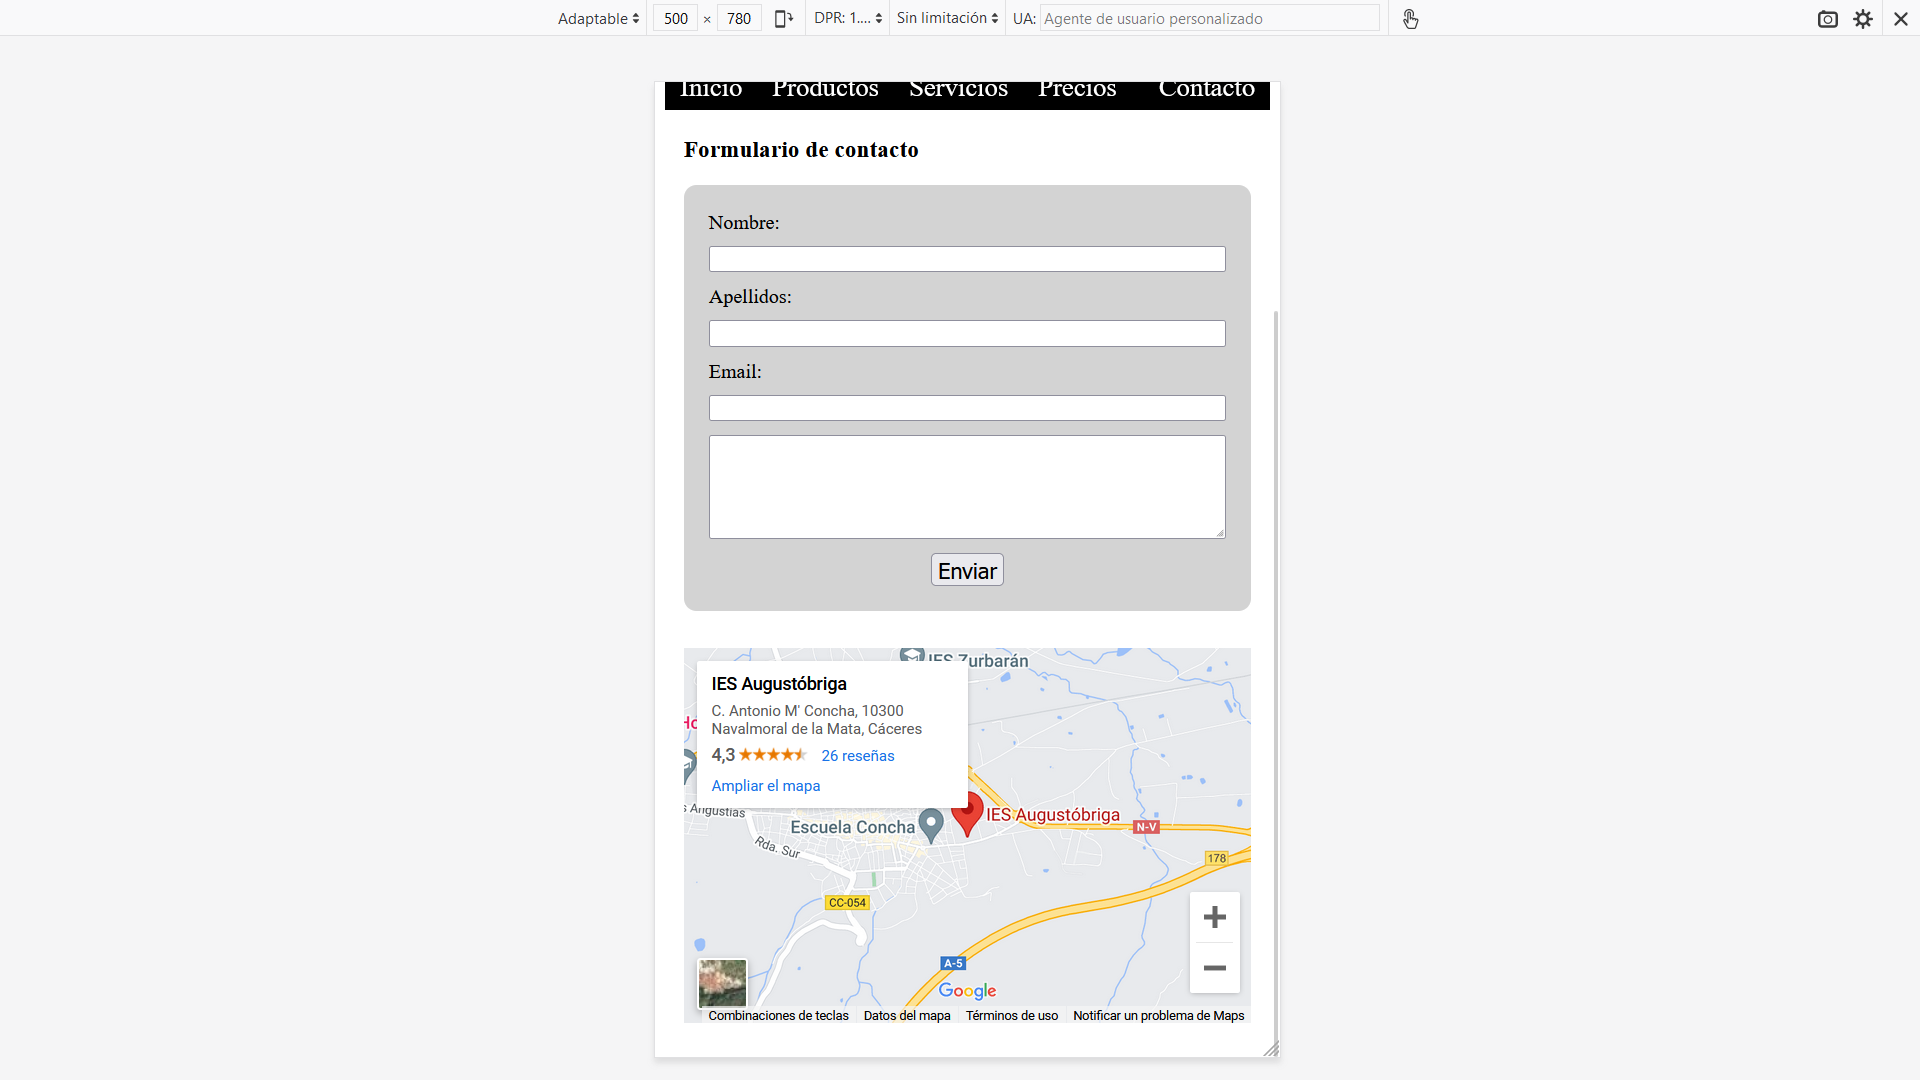 Adaptable 500 × 780 DPR: 1.... Sin limitación UA: Agente de usuario personalizado
Inicio Productos Servicios Precios Contacto
Formulario de contacto
Nombre:
Apellidos:
Email:
Enviar
IES Zurbarán
IES Augustóbriga
C. Antonio M' Concha, 10300
Navalmoral de la Mata, Cáceres
4,3 26 reseñas
Ampliar el mapa
Ho
s Angustias
IES Augustóbriga
Escuela Concha
N-V
Rda. Sur
178
CC-054
A-5
Google
Combinaciones de teclas Datos del mapa Términos de uso Notificar un problema de Maps